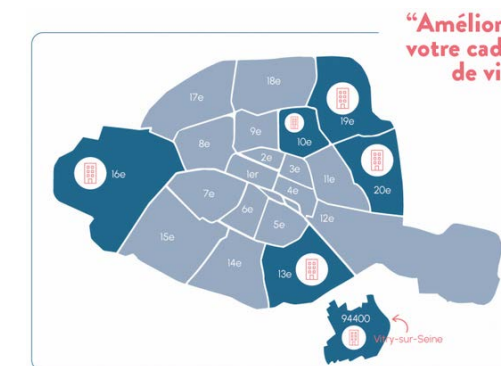 “Amélior
votre cad
de vi
18e
17e
19e
9e
10e
8e
2e
3e
16e
1er
11e
20e
4e
7e
6e
5e
12e
15e
13e
14e
94400
Vitry-sur-Seine